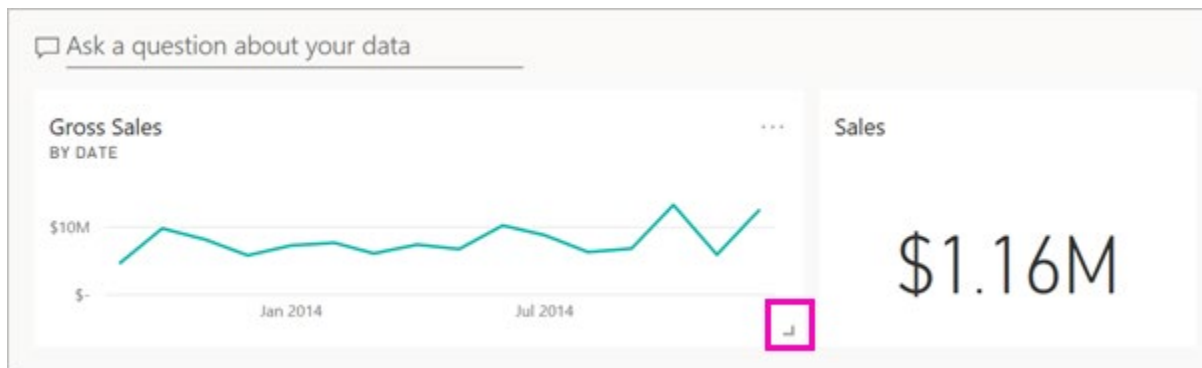 Ask a question about your data
Gross Sales
BY DATE
$10M
$-
Jan 2014
Jul 2014
Sales
$1.16M